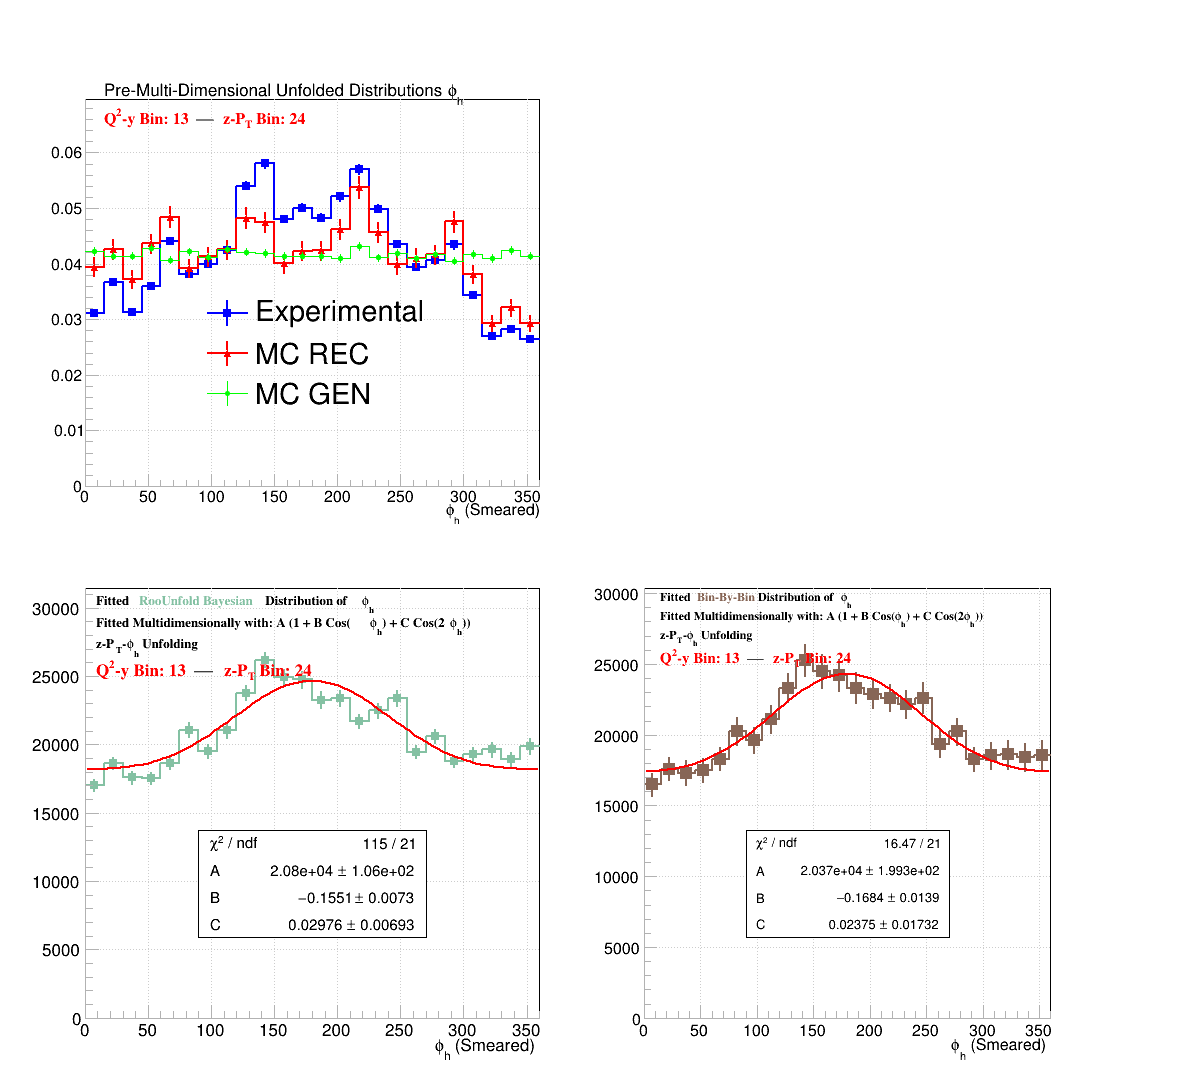 Pre-Multi-Dimensional Unfolded Distributions ϕh
Q²-y Bin: 13 — z-PT Bin: 24
0.06
0.05
0.04
0.03
0.02
0.01
0
Experimental
MC REC
MC GEN
0 50 100 150 200 250 300 350
ϕh (Smeared)
Fitted RooUnfold Bayesian Distribution of ϕh
Fitted Multidimensionally with: A (1 + B Cos( ϕh) + C Cos(2 ϕh))
z-PT-ϕh Unfolding
Q²-y Bin: 13 — z-PT Bin: 24
30000
25000
20000
15000
10000
5000
0
χ² / ndf 115 / 21
A 2.08e+04 ± 1.06e+02
B −0.1551 ± 0.0073
C 0.02976 ± 0.00693
0 50 100 150 200 250 300 350
ϕh (Smeared)
Fitted Bin-By-Bin Distribution of ϕh
Fitted Multidimensionally with: A (1 + B Cos(ϕh) + C Cos(2ϕh))
z-PT-ϕh Unfolding
Q²-y Bin: 13 — z-PT Bin: 24
30000
25000
20000
15000
10000
5000
0
χ² / ndf 16.47 / 21
A 2.037e+04 ± 1.993e+02
B −0.1684 ± 0.0139
C 0.02375 ± 0.01732
0 50 100 150 200 250 300 350
ϕh (Smeared)